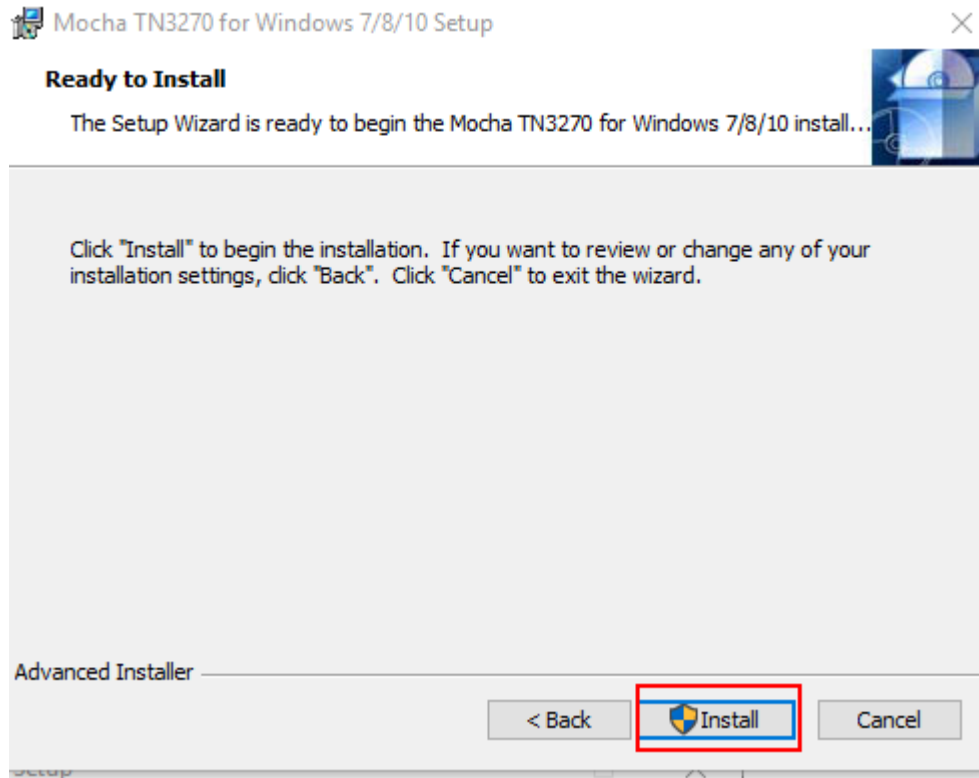 Mocha TN3270 for Windows 7/8/10 Setup
Ready to Install
The Setup Wizard is ready to begin the Mocha TN3270 for Windows 7/8/10 install...
Click "Install" to begin the installation. If you want to review or change any of your
installation settings, click "Back". Click "Cancel" to exit the wizard.
Advanced Installer
< Back
Install
Cancel